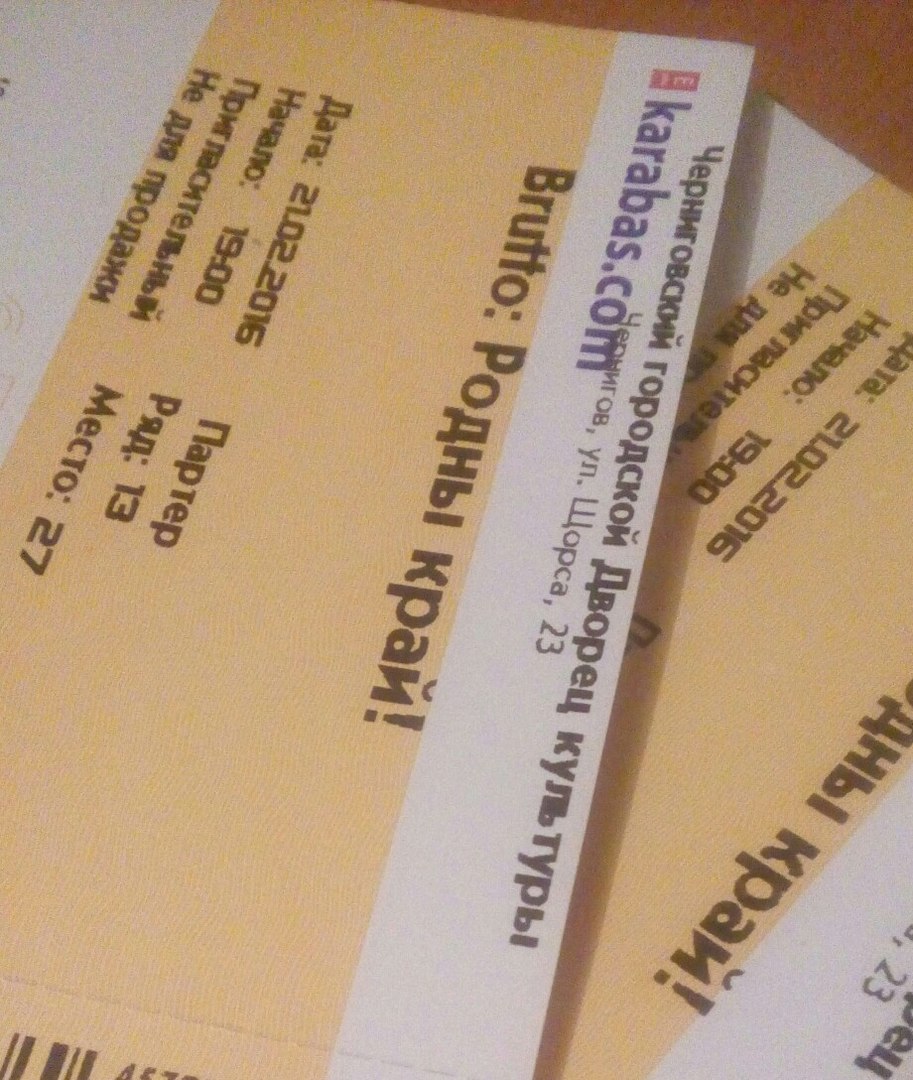 karabas.com
Черниговский городской Дворец культуры
Чернигов, ул. Щорса, 23
Brutto: Родны край!
Дата: 21.02.2016
Начало: 19:00
Пригласительный
Не для продажи
Партер
Ряд: 13
Место: 27
Дата: 21.02.2016
Начало: 19:00
Не для
край!
23